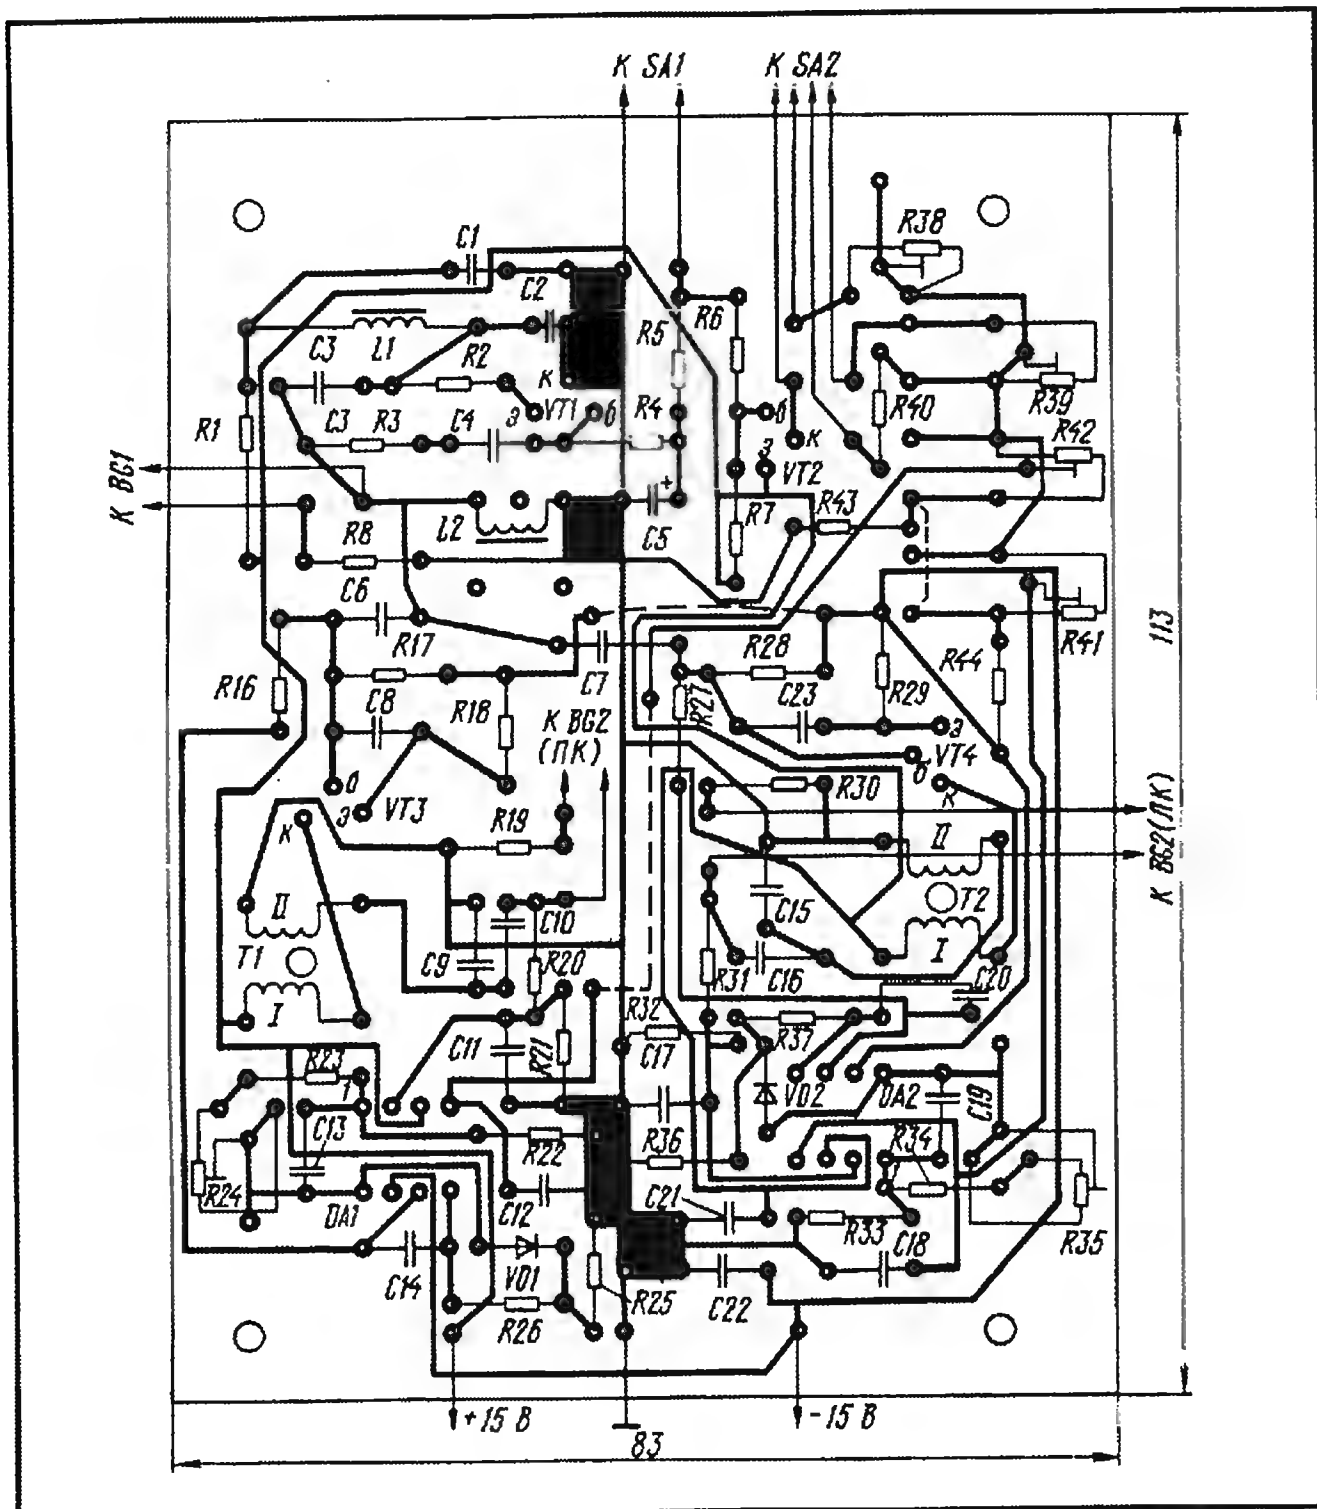 К SA1 К SA2
R38
C1
C2
R6
R5
L1
C3
R2
К
R4
б
R40
R39
R1
C3 R3 C4 э VT1 б
к
R42
К BG1
э VT2
R7
R43
К
R8
L2
C5
+
C6
R17
R28
R41
113
R44
R16
C8
R18
C7
R27
C23
R29
К BG2
(ПК)
э
VT4
б
б
э
VT3
R30
к
К BG2(ЛК)
к
R19
II
II
C10
C15
T2
T1
C9
R20
I
R31
C16
C20
I
R32
R23
C11
R21
C17
R37
1
VD2
DA2
C19
C13
R22
R36
R34
R24
DA1
C12
C21
R33
C18
R35
C14
VD1
R25
C22
R26
+15 В
-15 В
83